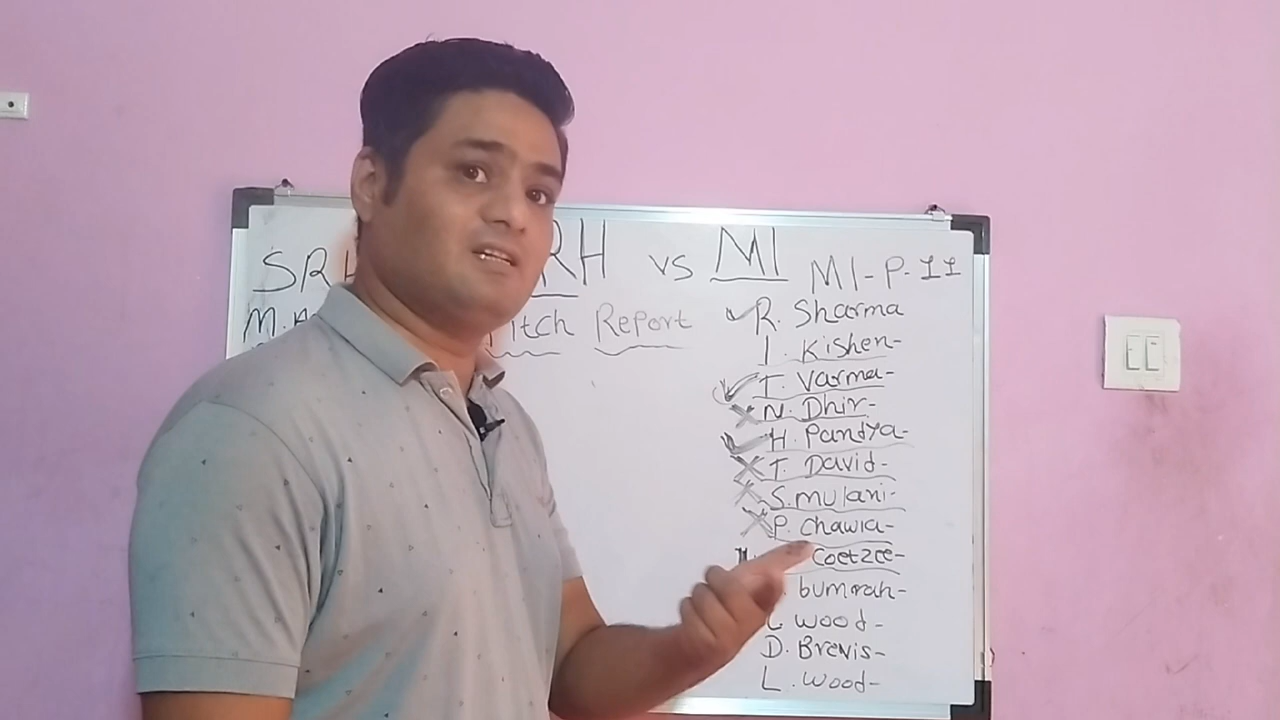 SRH vs MI
SR
M.A
Pitch Report
MI-P-11
R. Sharma
I. Kishen-
T. Varma-
N. Dhir-
H. Pandya-
T. David-
S. mulani-
P. Chawla-
Coetzee-
bumrah-
L wood-
D. Brevis-
L. wood-